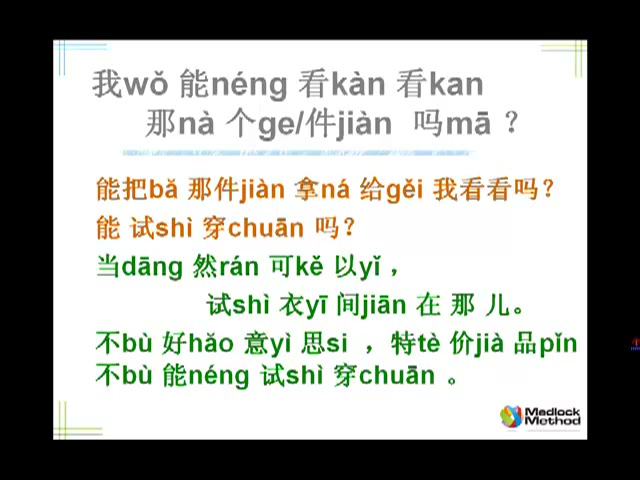 我wǒ 能néng 看kàn 看kan
那nà 个ge/件jiàn 吗mā ？
能把bǎ 那件jiàn 拿ná 给gěi 我看看吗？
能 试shì 穿chuān 吗？
当dāng 然rán 可kě 以yǐ ，
试shì 衣yī 间jiān 在 那 儿。
不bù 好hǎo 意yì 思si ，特tè 价jià 品pǐn
不bù 能néng 试shì 穿chuān 。
Medlock
Method